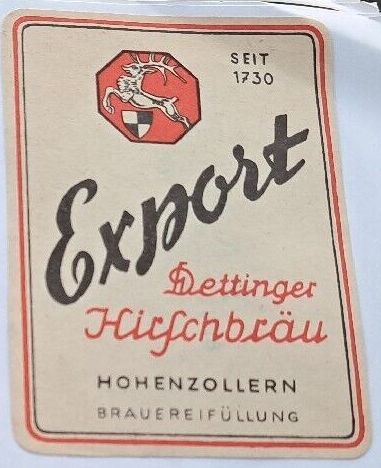 SEIT
1730
Export
Dettinger
Hirſchbräu
HOHENZOLLERN
BRAUEREIFÜLLUNG